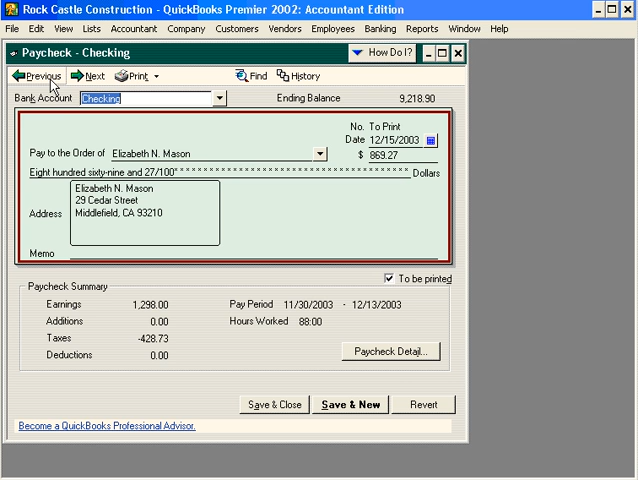 Rock Castle Construction - QuickBooks Premier 2002: Accountant Edition
File Edit View Lists Accountant Company Customers Vendors Employees Banking Reports Window Help
Paycheck - Checking How Do I?
Previous Next Print Find History
Bank Account Checking Ending Balance 9,218.90
No. To Print
Date 12/15/2003
Pay to the Order of Elizabeth N. Mason $ 869.27
Eight hundred sixty-nine and 27/100* * * * * * * * * * * * * * * * * * * * * * * * * * * * * * * * * * * * * * * * Dollars
Elizabeth N. Mason
29 Cedar Street
Address Middlefield, CA 93210
Memo
To be printed
Paycheck Summary
Earnings 1,298.00 Pay Period 11/30/2003 - 12/13/2003
Additions 0.00 Hours Worked 88:00
Taxes -428.73
Deductions 0.00 Paycheck Detail...
Save & Close Save & New Revert
Become a QuickBooks Professional Advisor.